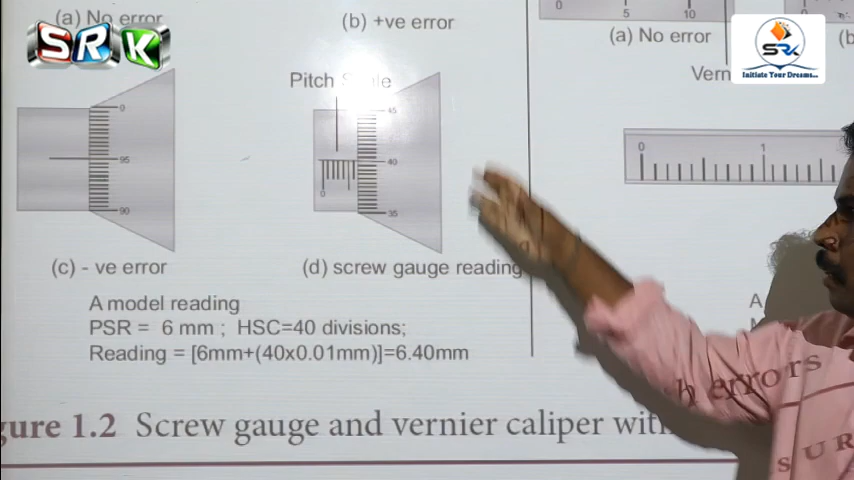 (a) No error
(b) +ve error
SRK
0
5
10
(a) No error
(b
SRK
Initiate Your Dreams...
Vern
Pitch
0
95
90
45
40
35
0
0
1
(c) - ve error
(d) screw gauge reading
A model reading
PSR = 6 mm ; HSC=40 divisions;
Reading = [6mm+(40x0.01mm)]=6.40mm
A
gure 1.2 Screw gauge and vernier caliper with
h errors
SUR